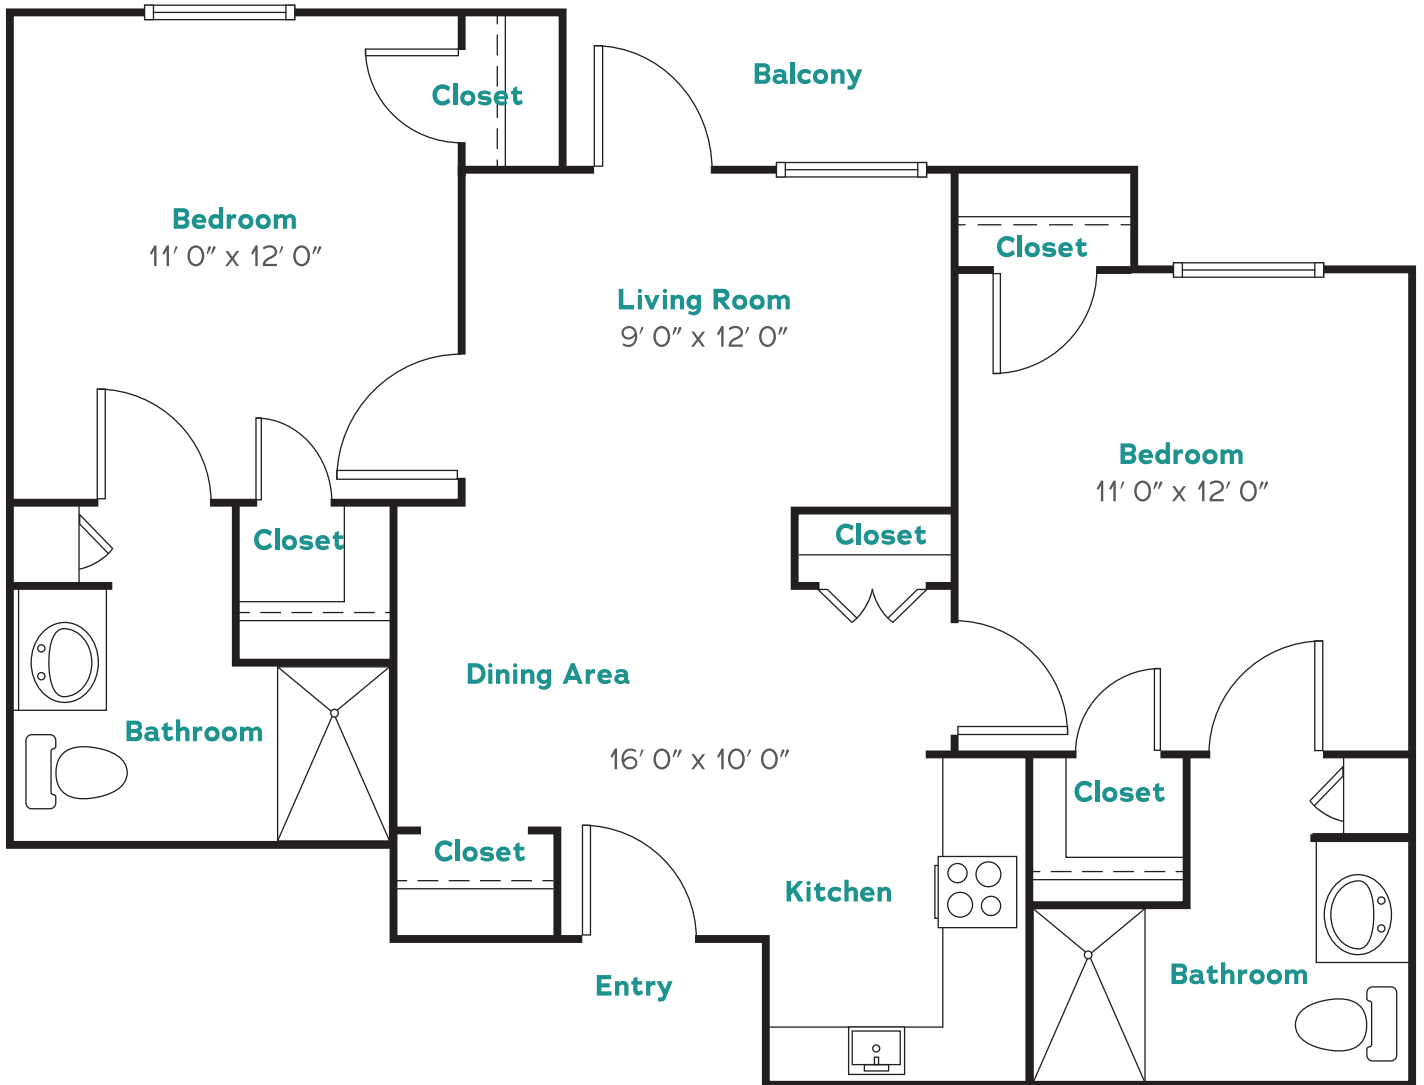 Balcony
Closet
Bedroom
11' 0" x 12' 0"
Closet
Living Room
9' 0" x 12' 0"
Bedroom
11' 0" x 12' 0"
Closet
Closet
Dining Area
Bathroom
16' 0" x 10' 0"
Closet
Closet
Kitchen
Entry
Bathroom